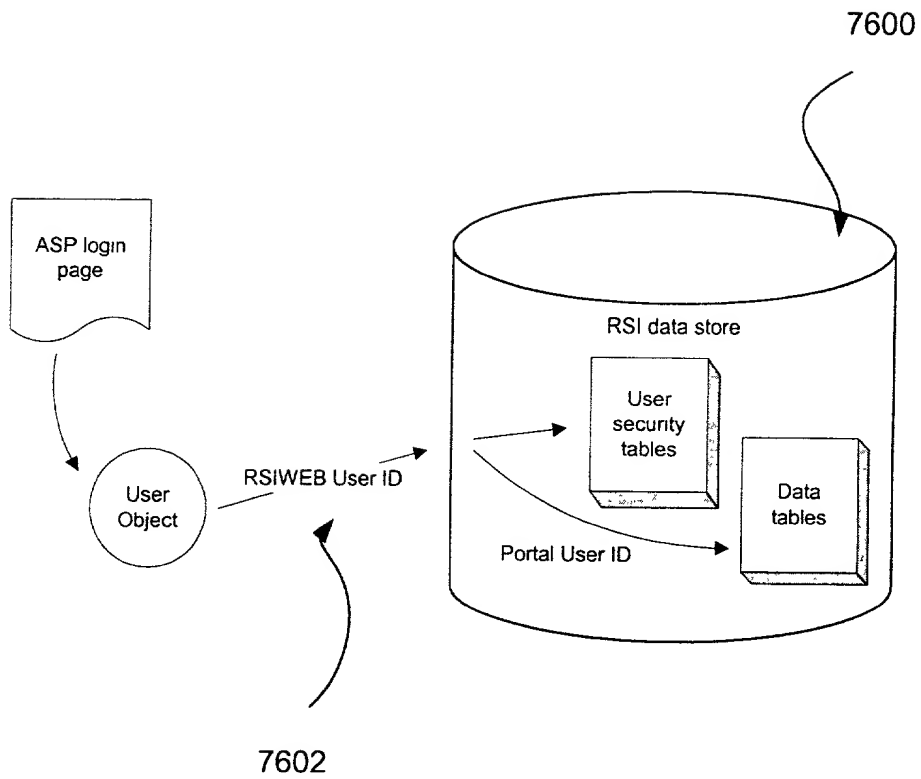 7600
ASP login
page
RSI data store
User
security
tables
RSIWEB User ID
User
Object
Data
tables
Portal User ID
7602